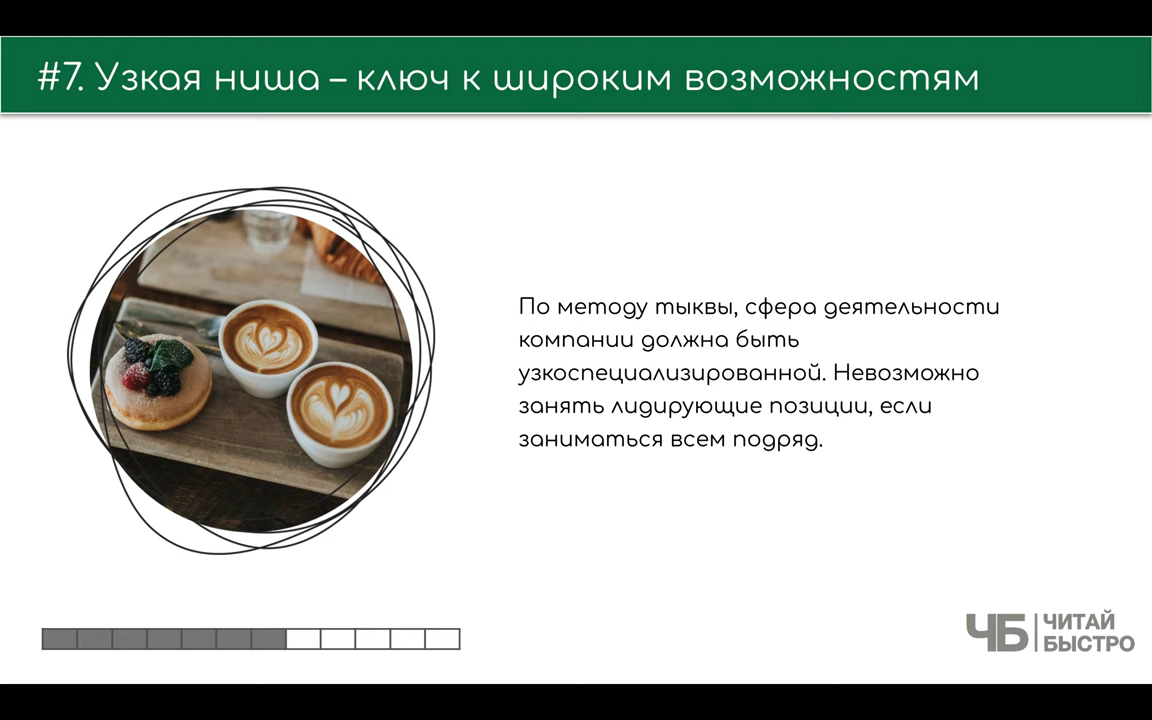 #7. Узкая ниша – ключ к широким возможностям
По методу тыквы, сфера деятельности
компании должна быть
узкоспециализированной. Невозможно
занять лидирующие позиции, если
заниматься всем подряд.
ЧБ
ЧИТАЙ
БЫСТРО